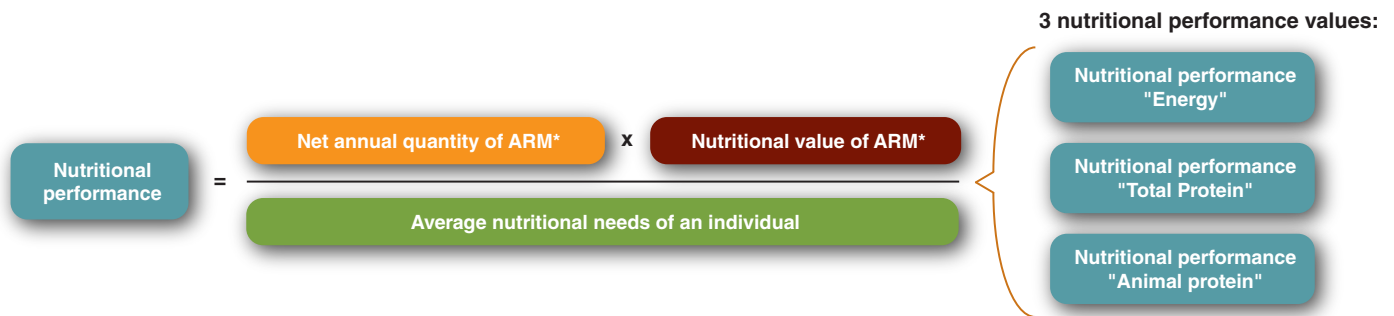 3 nutritional performance values:
Nutritional
performance
=
Net annual quantity of ARM*
x
Nutritional value of ARM*
Average nutritional needs of an individual
Nutritional performance
"Energy"
Nutritional performance
"Total Protein"
Nutritional performance
"Animal protein"